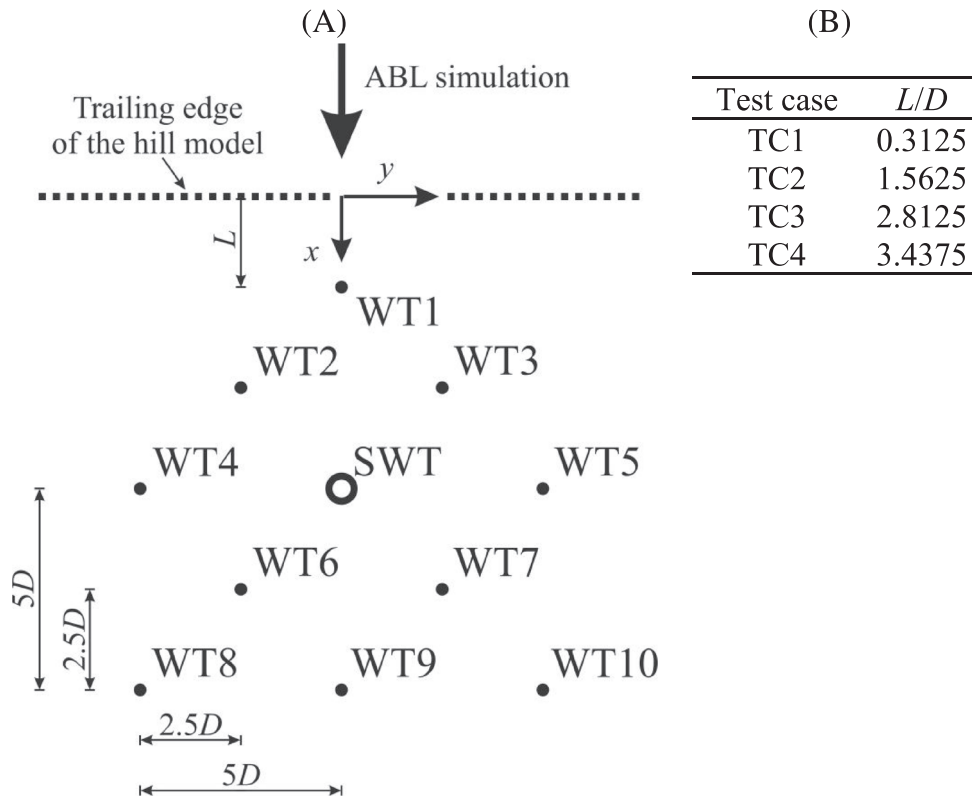 (A)
ABL simulation
Trailing edge
of the hill model
y
L
x
WT1
WT2 WT3
WT4 SWT WT5
WT6 WT7
5D
2.5D
WT8 WT9 WT10
2.5D
5D
(B)
Test case L/D
TC1 0.3125
TC2 1.5625
TC3 2.8125
TC4 3.4375